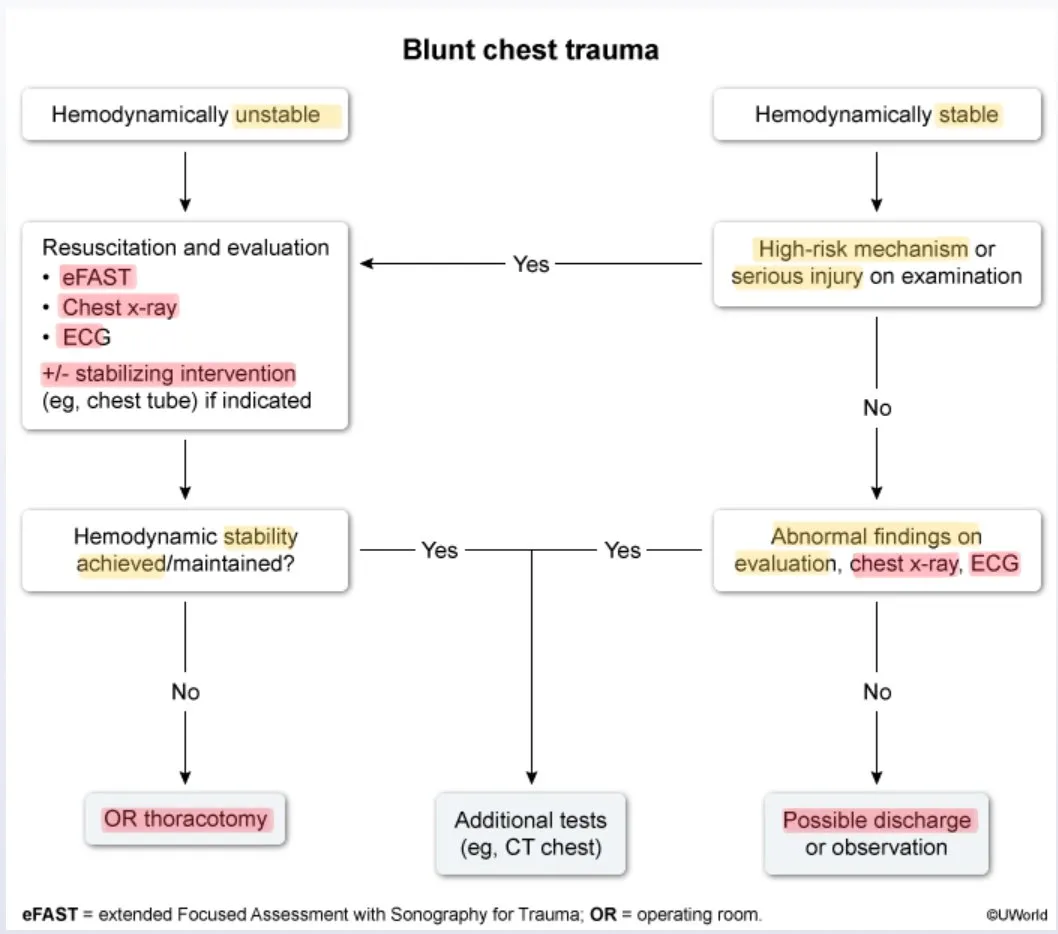 Blunt chest trauma
Hemodynamically unstable
Hemodynamically stable
Resuscitation and evaluation
• eFAST
• Chest x-ray
• ECG
+/- stabilizing intervention
(eg, chest tube) if indicated
Yes
High-risk mechanism or
serious injury on examination
No
Hemodynamic stability
achieved/maintained?
Yes
Yes
Abnormal findings on
evaluation, chest x-ray, ECG
No
No
OR thoracotomy
Additional tests
(eg, CT chest)
Possible discharge
or observation
eFAST = extended Focused Assessment with Sonography for Trauma; OR = operating room.
©UWorld